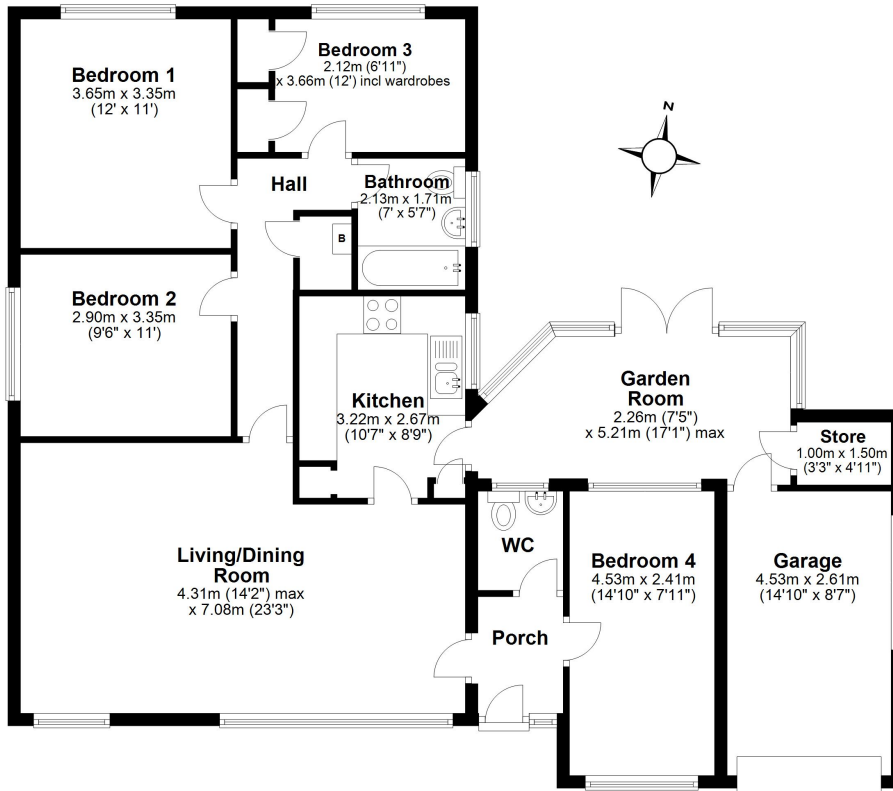 Bedroom 1
3.65m x 3.35m
(12' x 11')
Bedroom 3
2.12m (6'11")
x 3.66m (12') incl wardrobes
N
Hall
Bathroom
2.13m x 1.71m
(7' x 5'7")
B
Bedroom 2
2.90m x 3.35m
(9'6" x 11')
Kitchen
3.22m x 2.67m
(10'7" x 8'9")
Garden
Room
2.26m (7'5")
x 5.21m (17'1") max
Store
1.00m x 1.50m
(3'3" x 4'11")
Living/Dining
Room
4.31m (14'2") max
x 7.08m (23'3")
WC
Bedroom 4
4.53m x 2.41m
(14'10" x 7'11")
Garage
4.53m x 2.61m
(14'10" x 8'7")
Porch